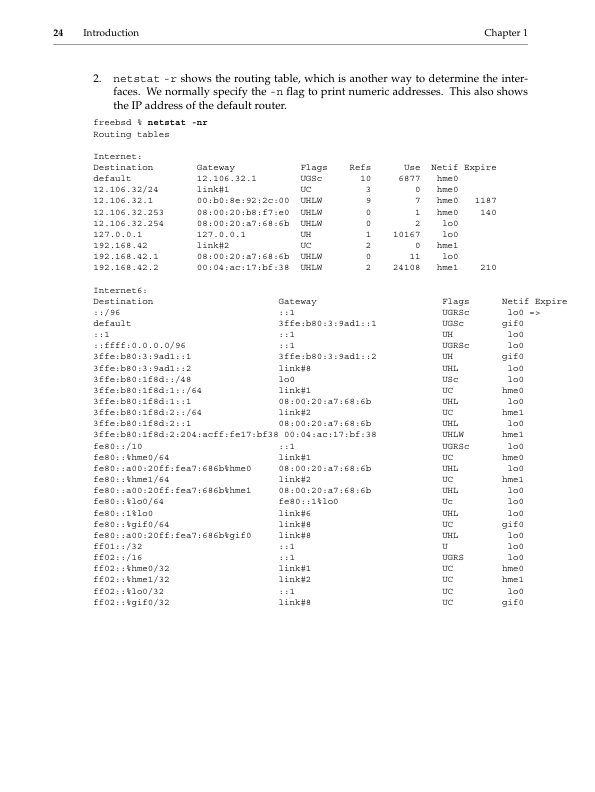 24 Introduction Chapter 1
2. netstat -r shows the routing table, which is another way to determine the inter-
faces. We normally specify the -n flag to print numeric addresses. This also shows
the IP address of the default router.
freebsd % netstat -nr
Routing tables
Internet:
Destination Gateway Flags Refs Use Netif Expire
default 12.106.32.1 UGSc 10 6877 hme0
12.106.32/24 link#1 UC 3 0 hme0
12.106.32.1 00:b0:8e:92:2c:00 UHLW 9 7 hme0 1187
12.106.32.253 08:00:20:b8:f7:e0 UHLW 0 1 hme0 140
12.106.32.254 08:00:20:a7:68:6b UHLW 0 2 lo0
127.0.0.1 127.0.0.1 UH 1 10167 lo0
192.168.42 link#2 UC 2 0 hme1
192.168.42.1 08:00:20:a7:68:6b UHLW 0 11 lo0
192.168.42.2 00:04:ac:17:bf:38 UHLW 2 24108 hme1 210
Internet6:
Destination Gateway Flags Netif Expire
::/96 ::1 UGRSc lo0 =>
default 3ffe:b80:3:9ad1::1 UGSc gif0
::1 ::1 UH lo0
::ffff:0.0.0.0/96 ::1 UGRSc lo0
3ffe:b80:3:9ad1::1 3ffe:b80:3:9ad1::2 UH gif0
3ffe:b80:3:9ad1::2 link#8 UHL lo0
3ffe:b80:1f8d::/48 lo0 USc lo0
3ffe:b80:1f8d:1::/64 link#1 UC hme0
3ffe:b80:1f8d:1::1 08:00:20:a7:68:6b UHL lo0
3ffe:b80:1f8d:2::/64 link#2 UC hme1
3ffe:b80:1f8d:2::1 08:00:20:a7:68:6b UHL lo0
3ffe:b80:1f8d:2:204:acff:fe17:bf38 00:04:ac:17:bf:38 UHLW hme1
fe80::/10 ::1 UGRSc lo0
fe80::%hme0/64 link#1 UC hme0
fe80::a00:20ff:fea7:686b%hme0 08:00:20:a7:68:6b UHL lo0
fe80::%hme1/64 link#2 UC hme1
fe80::a00:20ff:fea7:686b%hme1 08:00:20:a7:68:6b UHL lo0
fe80::%lo0/64 fe80::1%lo0 Uc lo0
fe80::1%lo0 link#6 UHL lo0
fe80::%gif0/64 link#8 UC gif0
fe80::a00:20ff:fea7:686b%gif0 link#8 UHL lo0
ff01::/32 ::1 U lo0
ff02::/16 ::1 UGRS lo0
ff02::%hme0/32 link#1 UC hme0
ff02::%hme1/32 link#2 UC hme1
ff02::%lo0/32 ::1 UC lo0
ff02::%gif0/32 link#8 UC gif0